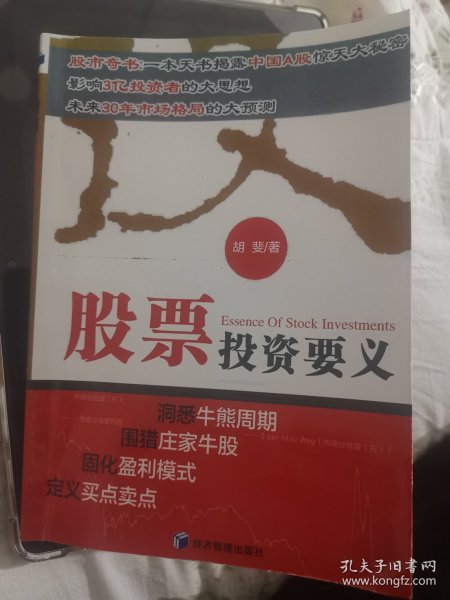 股市奇书:一本天书揭露中国A股惊天大秘密
影响3亿投资者的大思想
未来30年市场格局的大预测
胡 斐/著
股票
Essence Of Stock Investments
投资要义
洞悉牛熊周期
围猎庄家牛股
固化盈利模式
定义买点卖点
经济管理出版社
孔夫子旧书网
www.kongfz.com